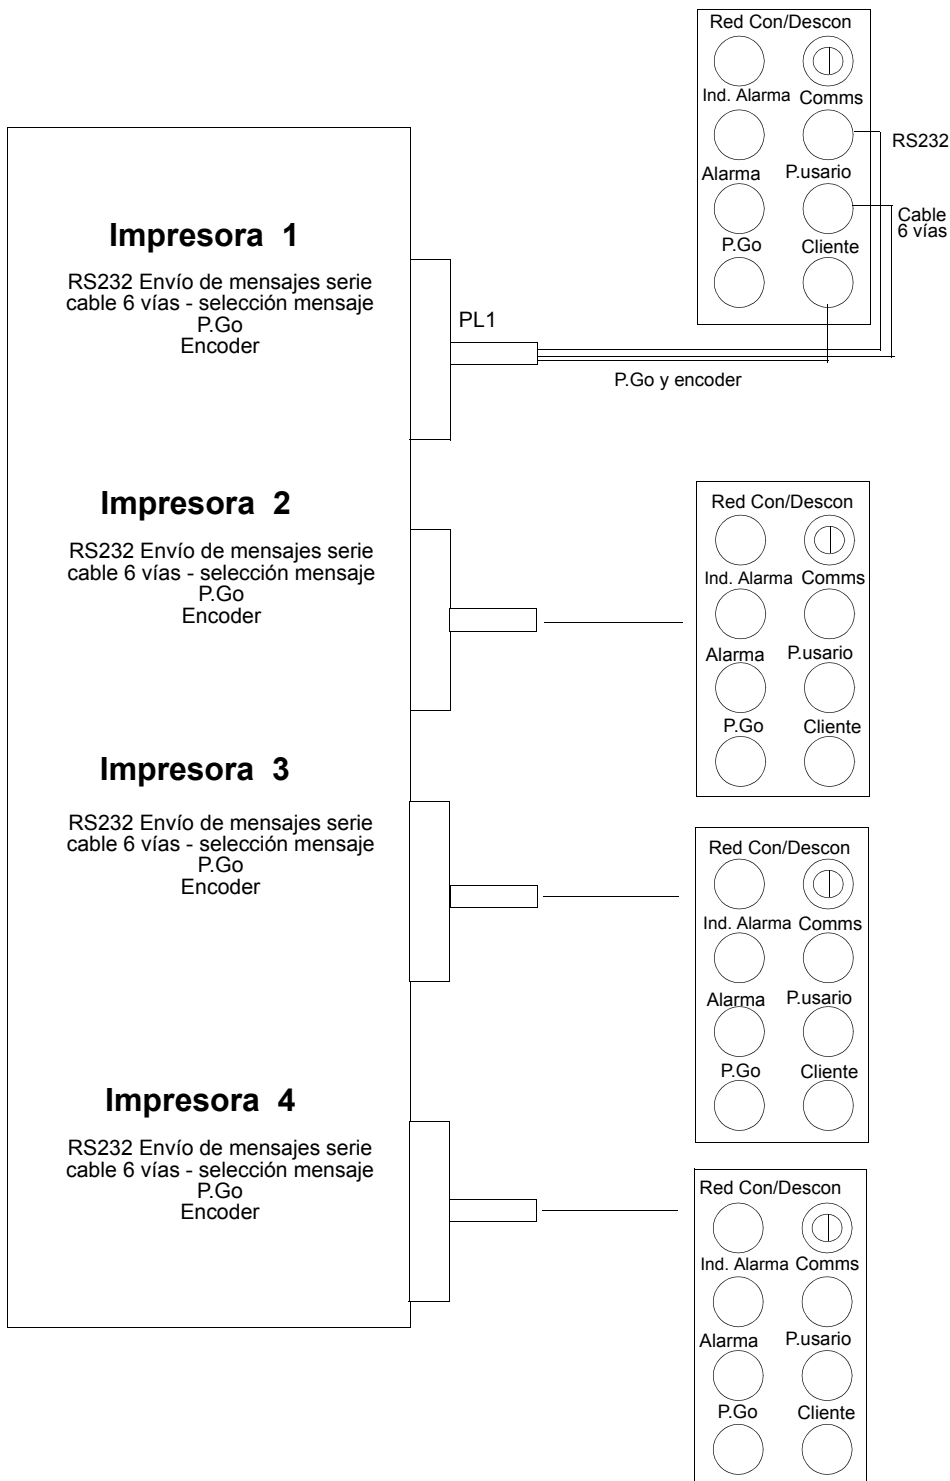 Red Con/Descon
Ind. Alarma Comms
RS232
Alarma P.usario
Cable
6 vías
P.Go Cliente
Impresora 1
RS232 Envío de mensajes serie
cable 6 vías - selección mensaje
P.Go
Encoder
PL1
P.Go y encoder
Impresora 2
RS232 Envío de mensajes serie
cable 6 vías - selección mensaje
P.Go
Encoder
Red Con/Descon
Ind. Alarma Comms
Alarma P.usario
P.Go Cliente
Impresora 3
RS232 Envío de mensajes serie
cable 6 vías - selección mensaje
P.Go
Encoder
Red Con/Descon
Ind. Alarma Comms
Alarma P.usario
P.Go Cliente
Impresora 4
RS232 Envío de mensajes serie
cable 6 vías - selección mensaje
P.Go
Encoder
Red Con/Descon
Ind. Alarma Comms
Alarma P.usario
P.Go Cliente